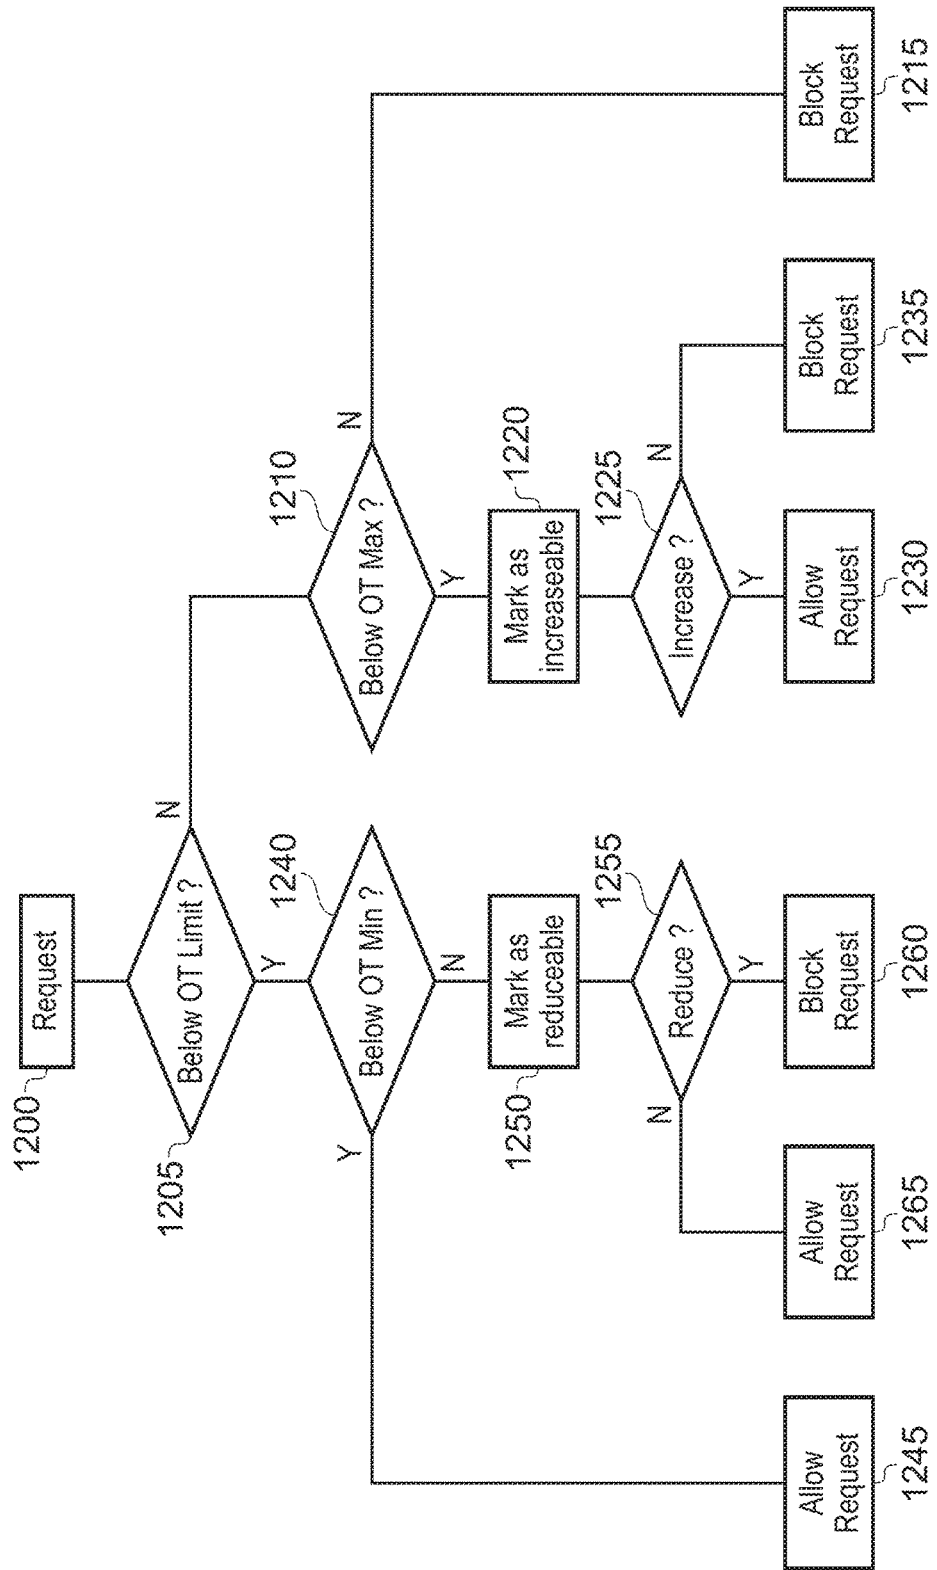 Request
1200
Below OT Limit ?
1205
N
Y
Below OT Min ?
1240
Y
N
Below OT Max ?
1210
N
Y
Mark as
reduceable
1250
Mark as
increaseable
1220
Reduce ?
1255
N
Y
Increase ?
1225
N
Y
Allow
Request
1245
Allow
Request
1265
Block
Request
1260
Allow
Request
1230
Block
Request
1235
Block
Request
1215